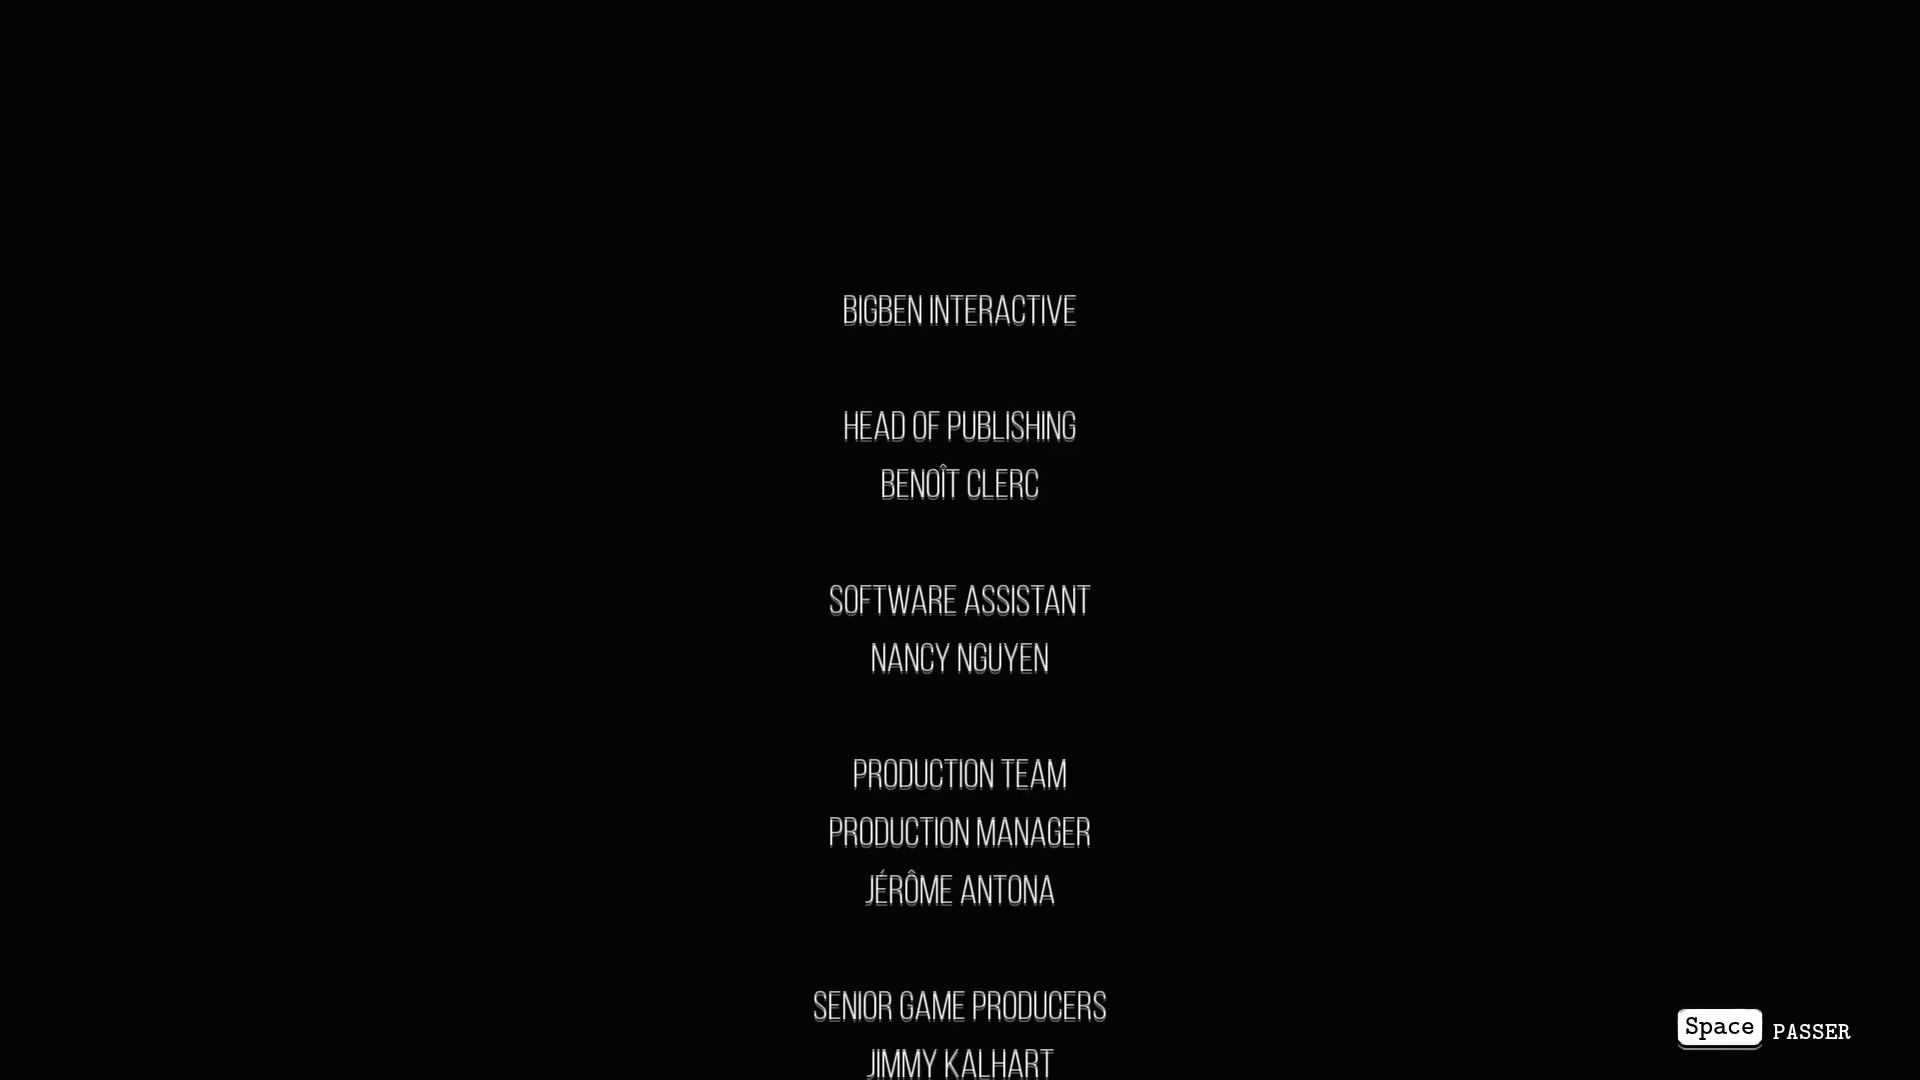 BIGBEN INTERACTIVE
HEAD OF PUBLISHING
BENOÎT CLERC
SOFTWARE ASSISTANT
NANCY NGUYEN
PRODUCTION TEAM
PRODUCTION MANAGER
JÉRÔME ANTONA
SENIOR GAME PRODUCERS
JIMMY KALHART
Space PASSER